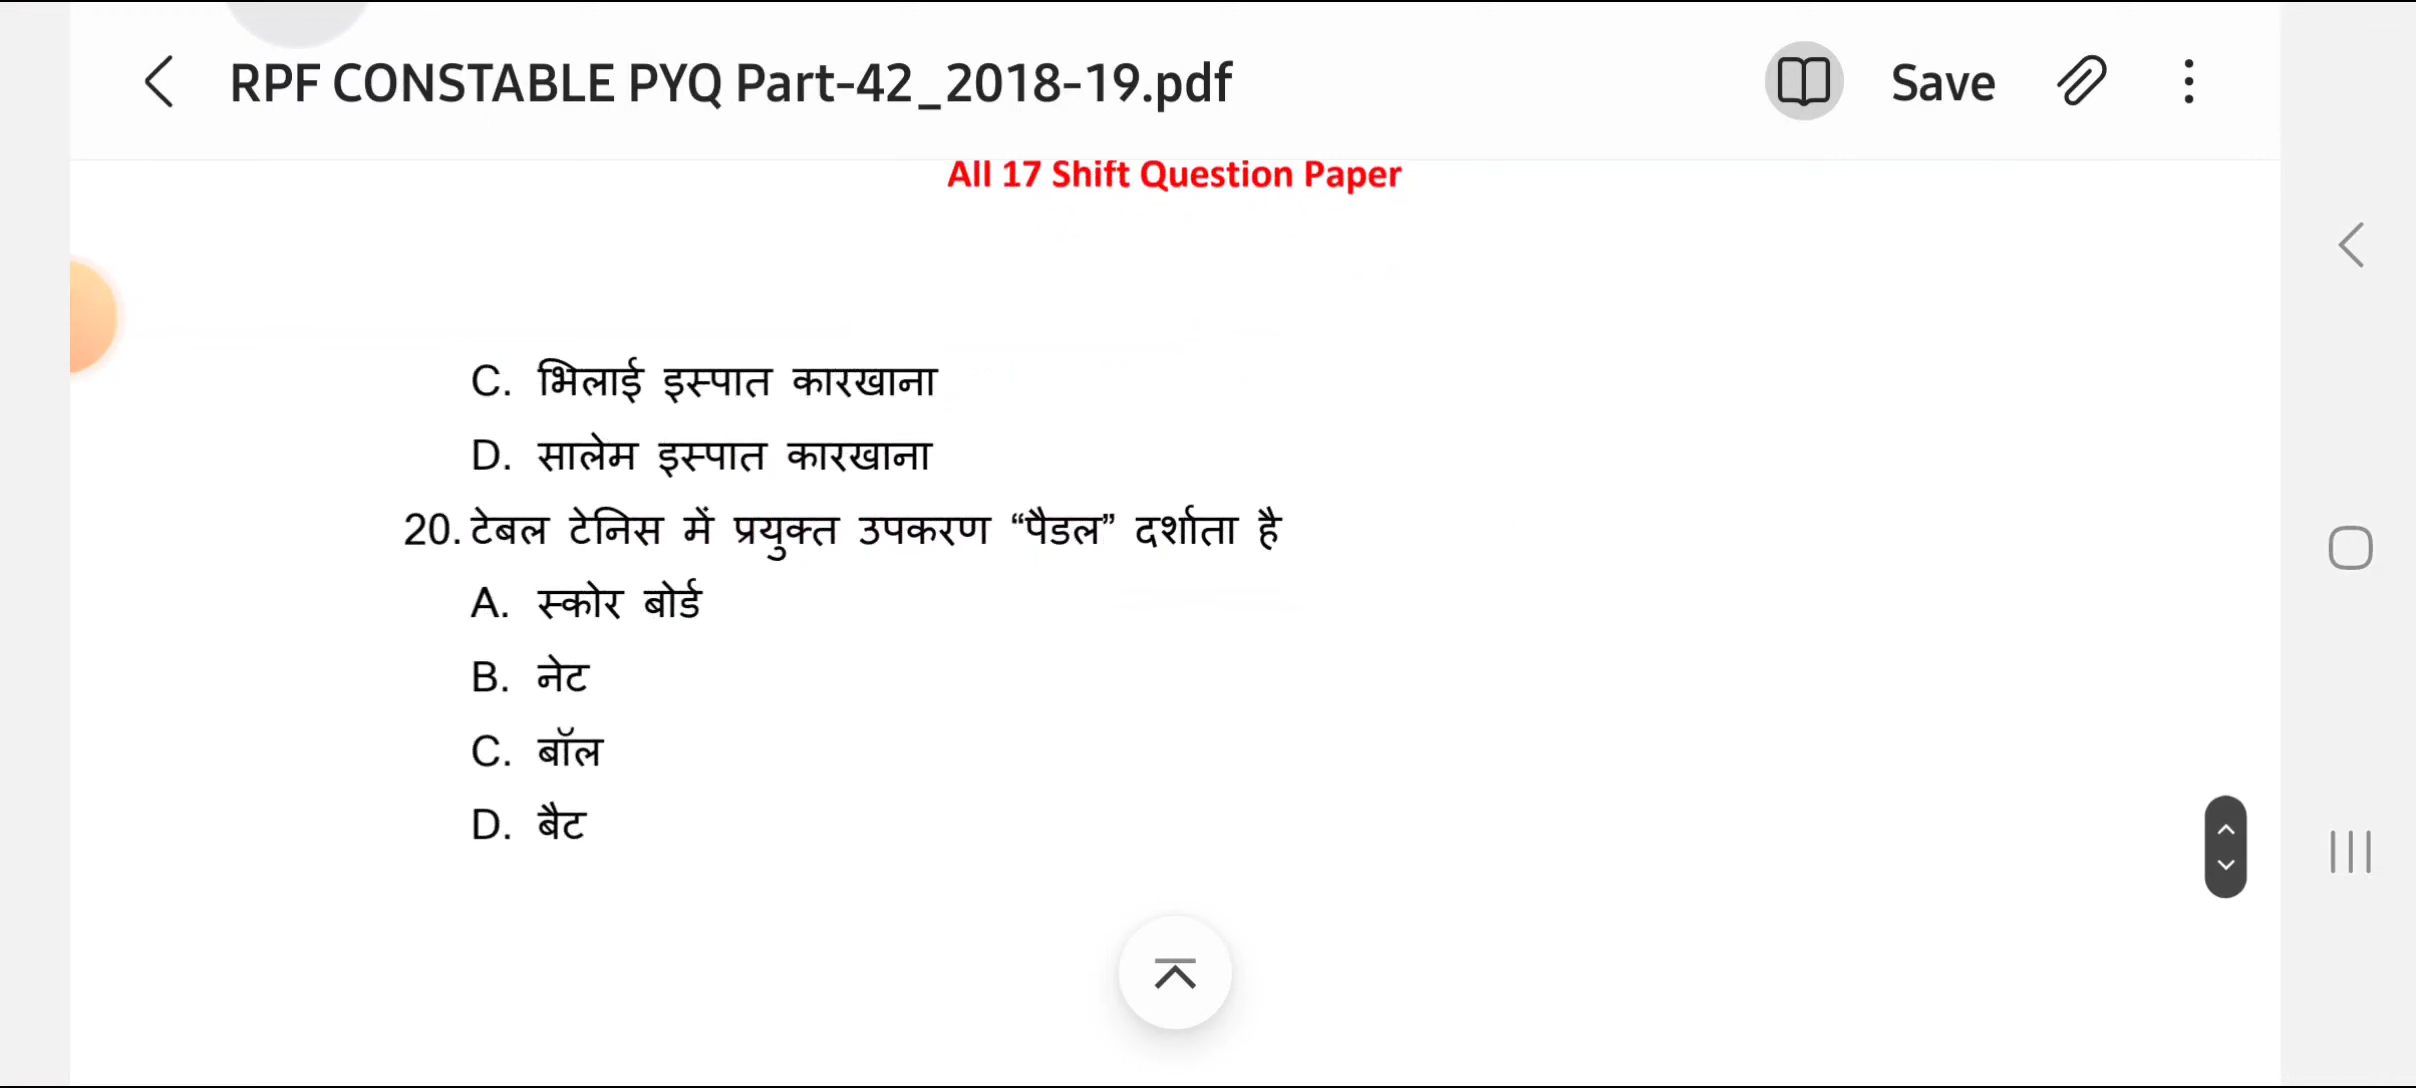 RPF CONSTABLE PYQ Part-42_2018-19.pdf
Save
All 17 Shift Question Paper
C. भिलाई इस्पात कारखाना
D. सालेम इस्पात कारखाना
20. टेबल टेनिस में प्रयुक्त उपकरण “पैडल” दर्शाता है
A. स्कोर बोर्ड
B. नेट
C. बॉल
D. बैट